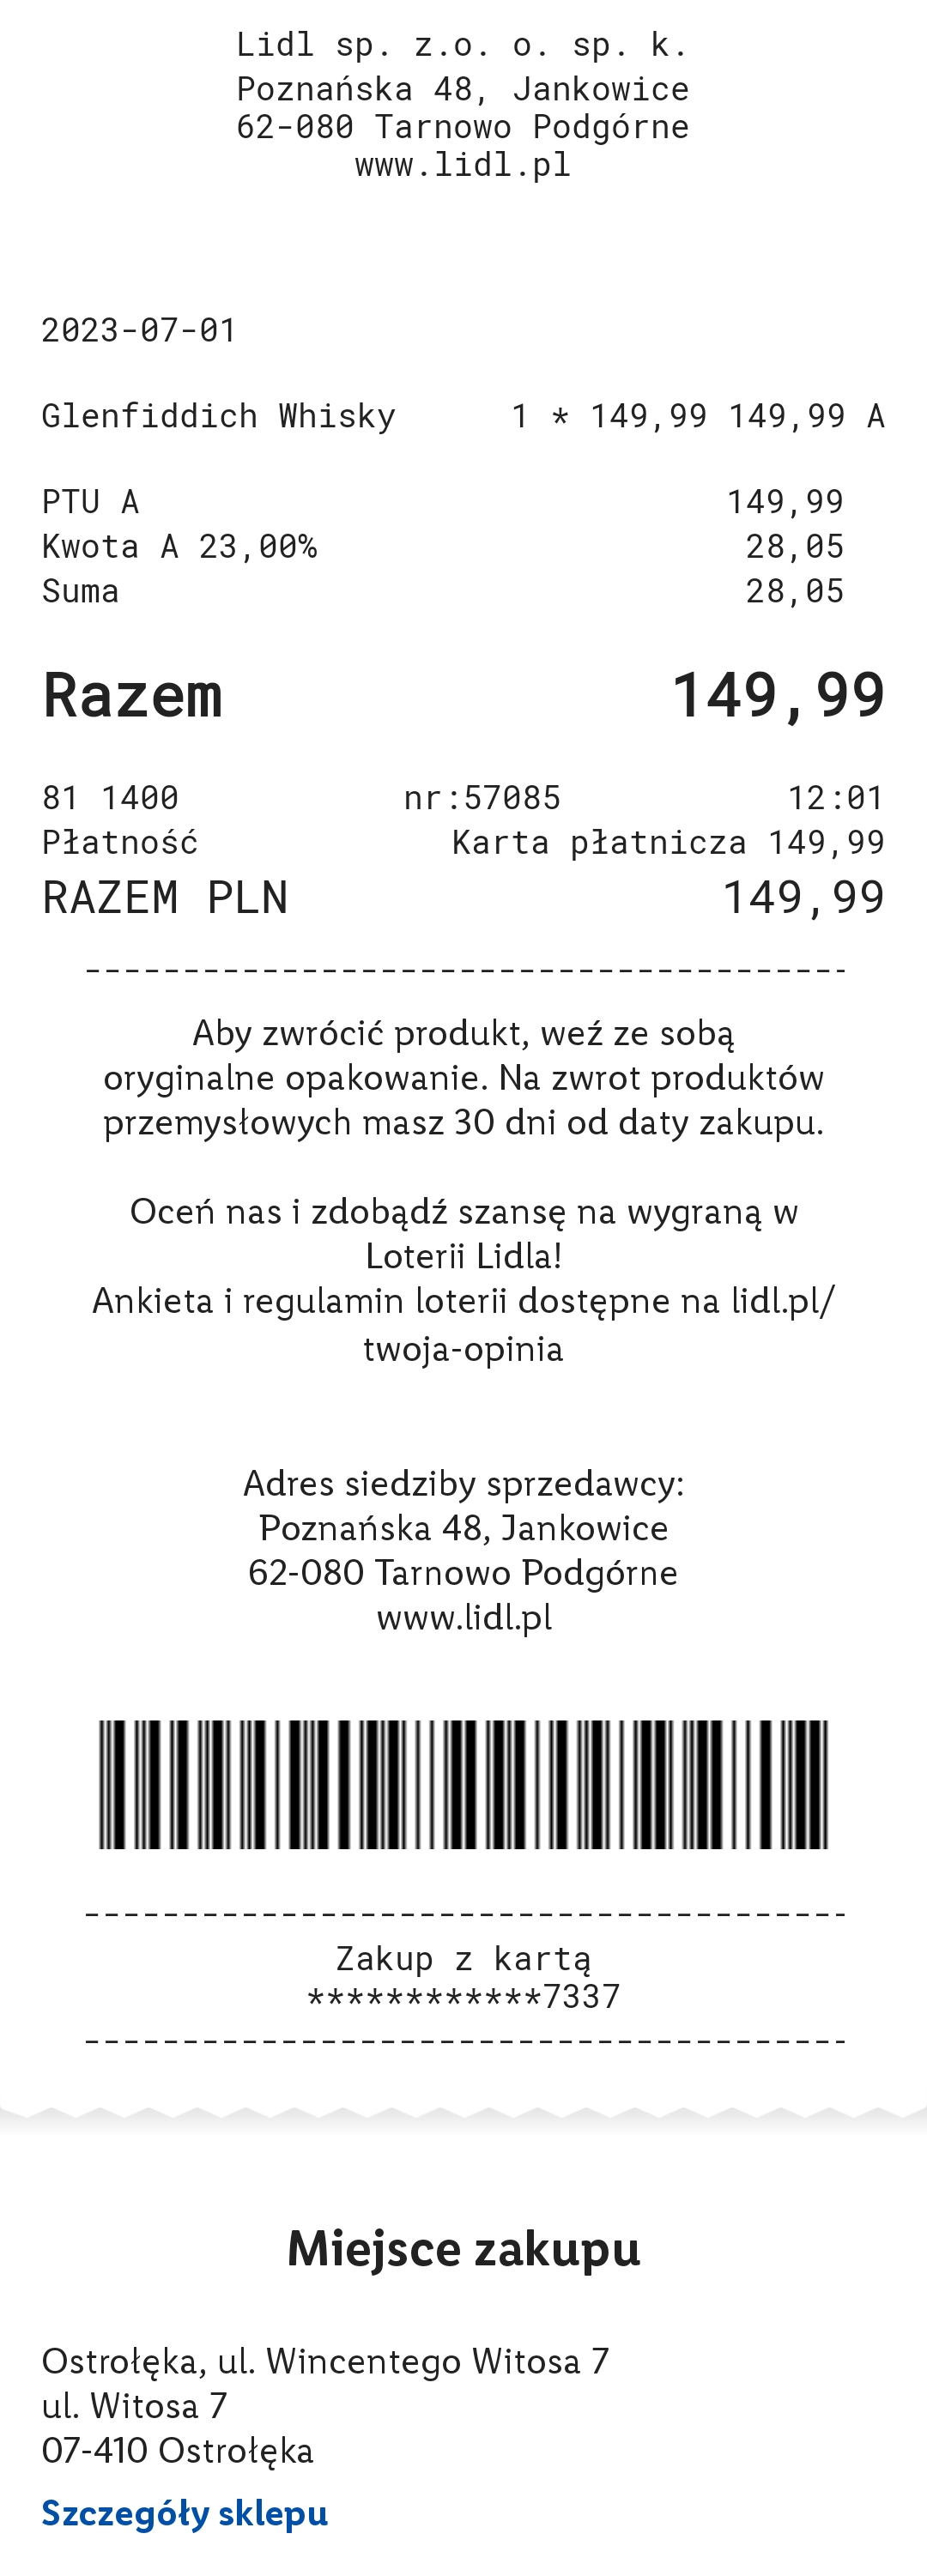 Lidl sp. z.o. o. sp. k.
Poznańska 48, Jankowice
62-080 Tarnowo Podgórne
www.lidl.pl
2023-07-01
Glenfiddich Whisky 1 * 149,99 149,99 A
PTU A 149,99
Kwota A 23,00% 28,05
Suma 28,05
Razem 149,99
81 1400 nr:57085 12:01
Płatność Karta płatnicza 149,99
RAZEM PLN 149,99
---------------------------------------
Aby zwrócić produkt, weź ze sobą
oryginalne opakowanie. Na zwrot produktów
przemysłowych masz 30 dni od daty zakupu.
Oceń nas i zdobądź szansę na wygraną w
Loterii Lidla!
Ankieta i regulamin loterii dostępne na lidl.pl/
twoja-opinia
Adres siedziby sprzedawcy:
Poznańska 48, Jankowice
62-080 Tarnowo Podgórne
www.lidl.pl
---------------------------------------
Zakup z kartą
************7337
---------------------------------------
Miejsce zakupu
Ostrołęka, ul. Wincentego Witosa 7
ul. Witosa 7
07-410 Ostrołęka
Szczegóły sklepu